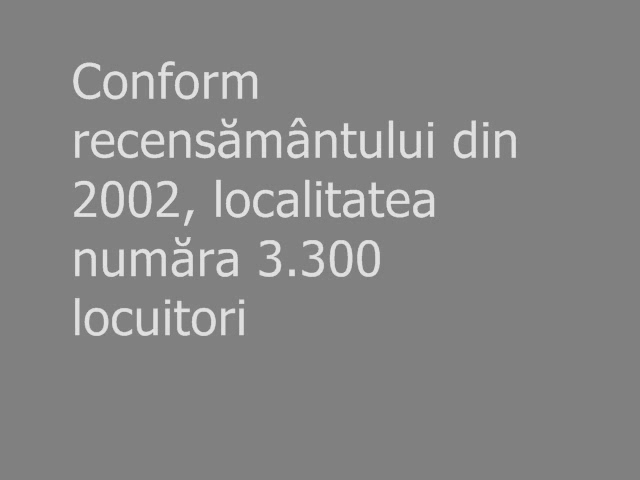 Conform
recensământului din
2002, localitatea
număra 3.300
locuitori